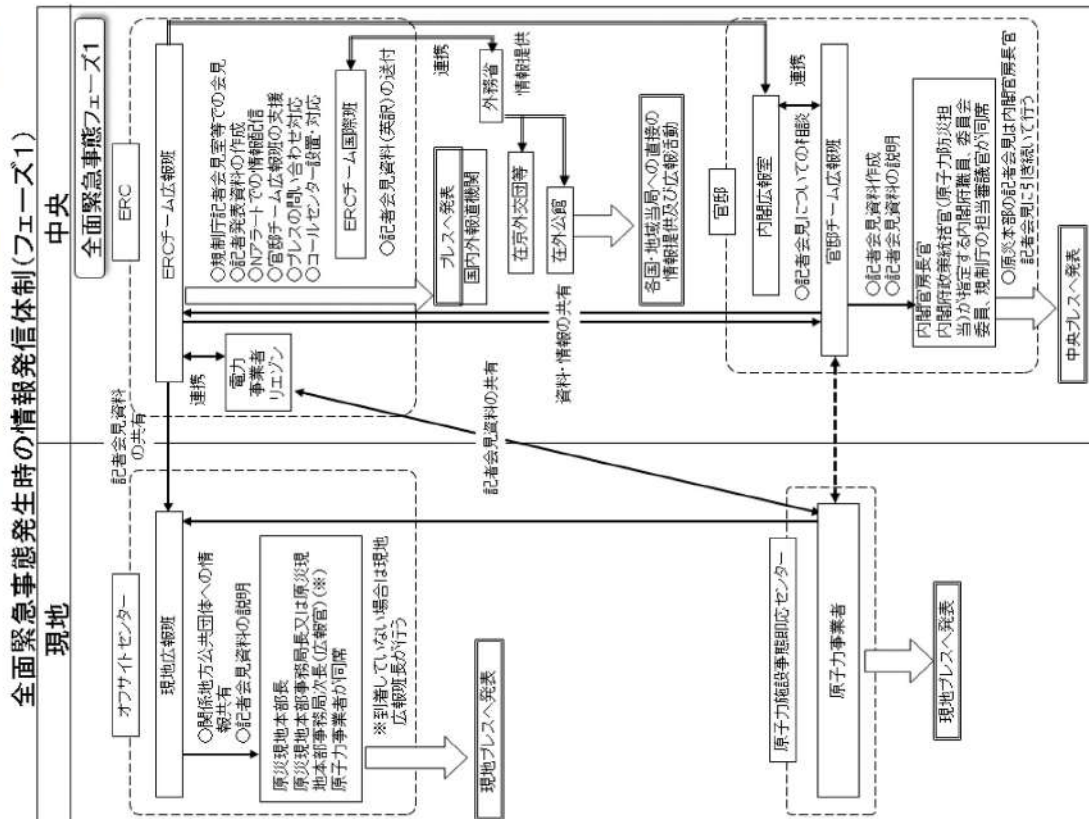 全面緊急事態発生時の情報発信体制(フェーズ1)
現地
中央
全面緊急事態フェーズ1
オフサイトセンター
現地広報班
○関係地方公共団体への情
報共有
○記者会見資料の説明
原災現地本部長
原災現地本部事務局長又は原災現
地本部事務局次長(広報官)(※)
原子力事業者が同席
※到着していない場合は現地
広報班長が行う
現地プレスへ発表
原子力施設事態即応センター
原子力事業者
現地プレスへ発表
記者会見資料
の共有
記者会見資料の共有
ERC
ERCチーム広報班
○規制庁記者会見室等での会見
○記者発表資料の作成
○Nアラートでの情報配信
○官邸チーム広報班の支援
○プレスの問い合わせ対応
○コールセンター設置・対応
連携
電力
事業者
リエゾン
ERCチーム国際班
○記者会見資料(英訳)の送付
プレスへ発表
国内外報道機関
連携
外務省
情報提供
在京外交団等
在外公館
資料・情報の共有
各国・地域当局への直接の
情報提供及び広報活動
官邸
内閣広報室
連携
○記者会見についての相談
官邸チーム広報班
○記者会見資料作成
○記者会見資料の説明
内閣官房長官
内閣府政策統括官(原子力防災担
当)が指定する内閣府職員、委員会
委員、規制庁の担当審議官が同席
○原災本部の記者会見は内閣官房長官
記者会見に引き続いて行う
中央プレスへ発表